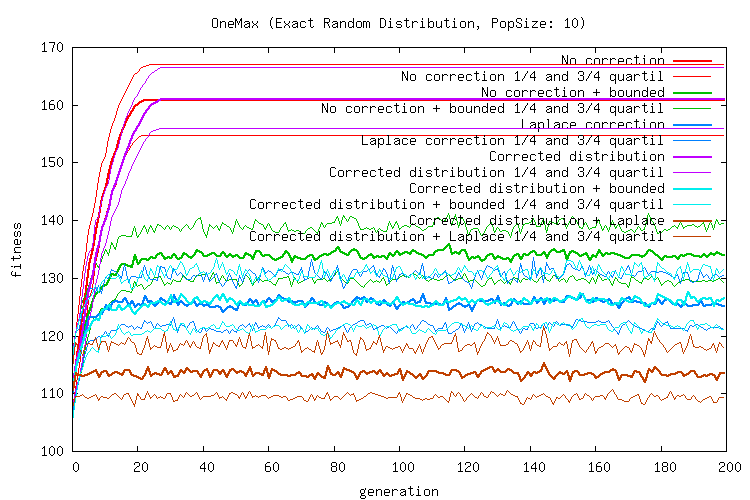 OneMax (Exact Random Distribution, PopSize: 10)
170
No correction
No correction 1/4 and 3/4 quartil
No correction + bounded
160
No correction + bounded 1/4 and 3/4 quartil
Laplace correction
Laplace correction 1/4 and 3/4 quartil
150
Corrected distribution
Corrected distribution 1/4 and 3/4 quartil
Corrected distribution + bounded
Corrected distribution + bounded 1/4 and 3/4 quartil
140
Corrected distribution + Laplace
Corrected distribution + Laplace 1/4 and 3/4 quartil
fitness
130
120
110
100
0 20 40 60 80 100 120 140 160 180 200
generation